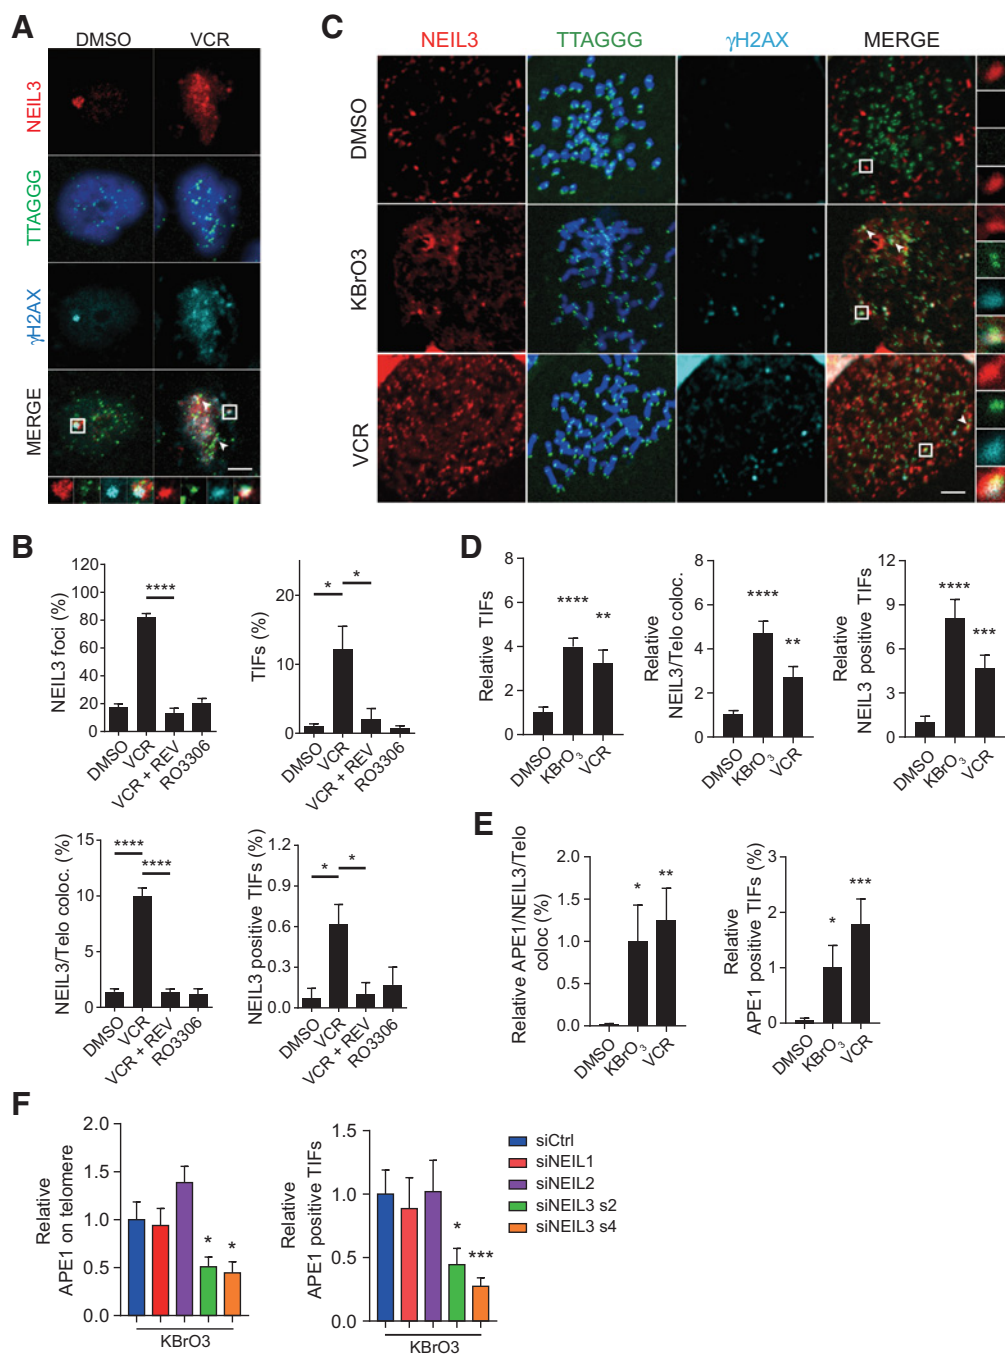 A
DMSO VCR
NEIL3
TTAGGG
γH2AX
MERGE
C
NEIL3 TTAGGG γH2AX MERGE
DMSO
KBrO3
VCR
B
NEIL3 foci (%)
120
100
80
60
40
20
0
****
DMSO
VCR
VCR + REV
RO3306
TIFs (%)
20
10
0
* *
DMSO
VCR
VCR + REV
RO3306
NEIL3/Telo coloc. (%)
15
10
5
0
****
****
DMSO
VCR
VCR + REV
RO3306
NEIL3 positive TIFs (%)
1.2
0.9
0.6
0.3
0.0
* *
DMSO
VCR
VCR + REV
RO3306
D
Relative TIFs
8
6
4
2
0
****
**
DMSO
KBrO3
VCR
Relative
NEIL3/Telo coloc.
8
6
4
2
0
****
**
DMSO
KBrO3
VCR
Relative
NEIL3 positive TIFs
12
9
6
3
0
****
***
DMSO
KBrO3
VCR
E
Relative APE1/NEIL3/Telo
coloc (%)
2.0
1.5
1.0
0.5
0.0
*
**
DMSO
KBrO3
VCR
Relative
APE1 positive TIFs (%)
3
2
1
0
*
***
DMSO
KBrO3
VCR
F
Relative
APE1 on telomere
2.0
1.5
1.0
0.5
0.0
* *
KBrO3
Relative
APE1 positive TIFs
1.5
1.0
0.5
0.0
*
***
KBrO3
siCtrl
siNEIL1
siNEIL2
siNEIL3 s2
siNEIL3 s4